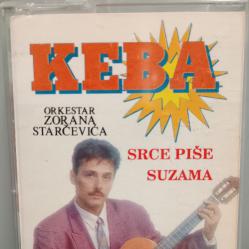 KEBA
ORKESTAR
ZORANA
STARČEVIĆA
SRCE PIŠE
SUZAMA